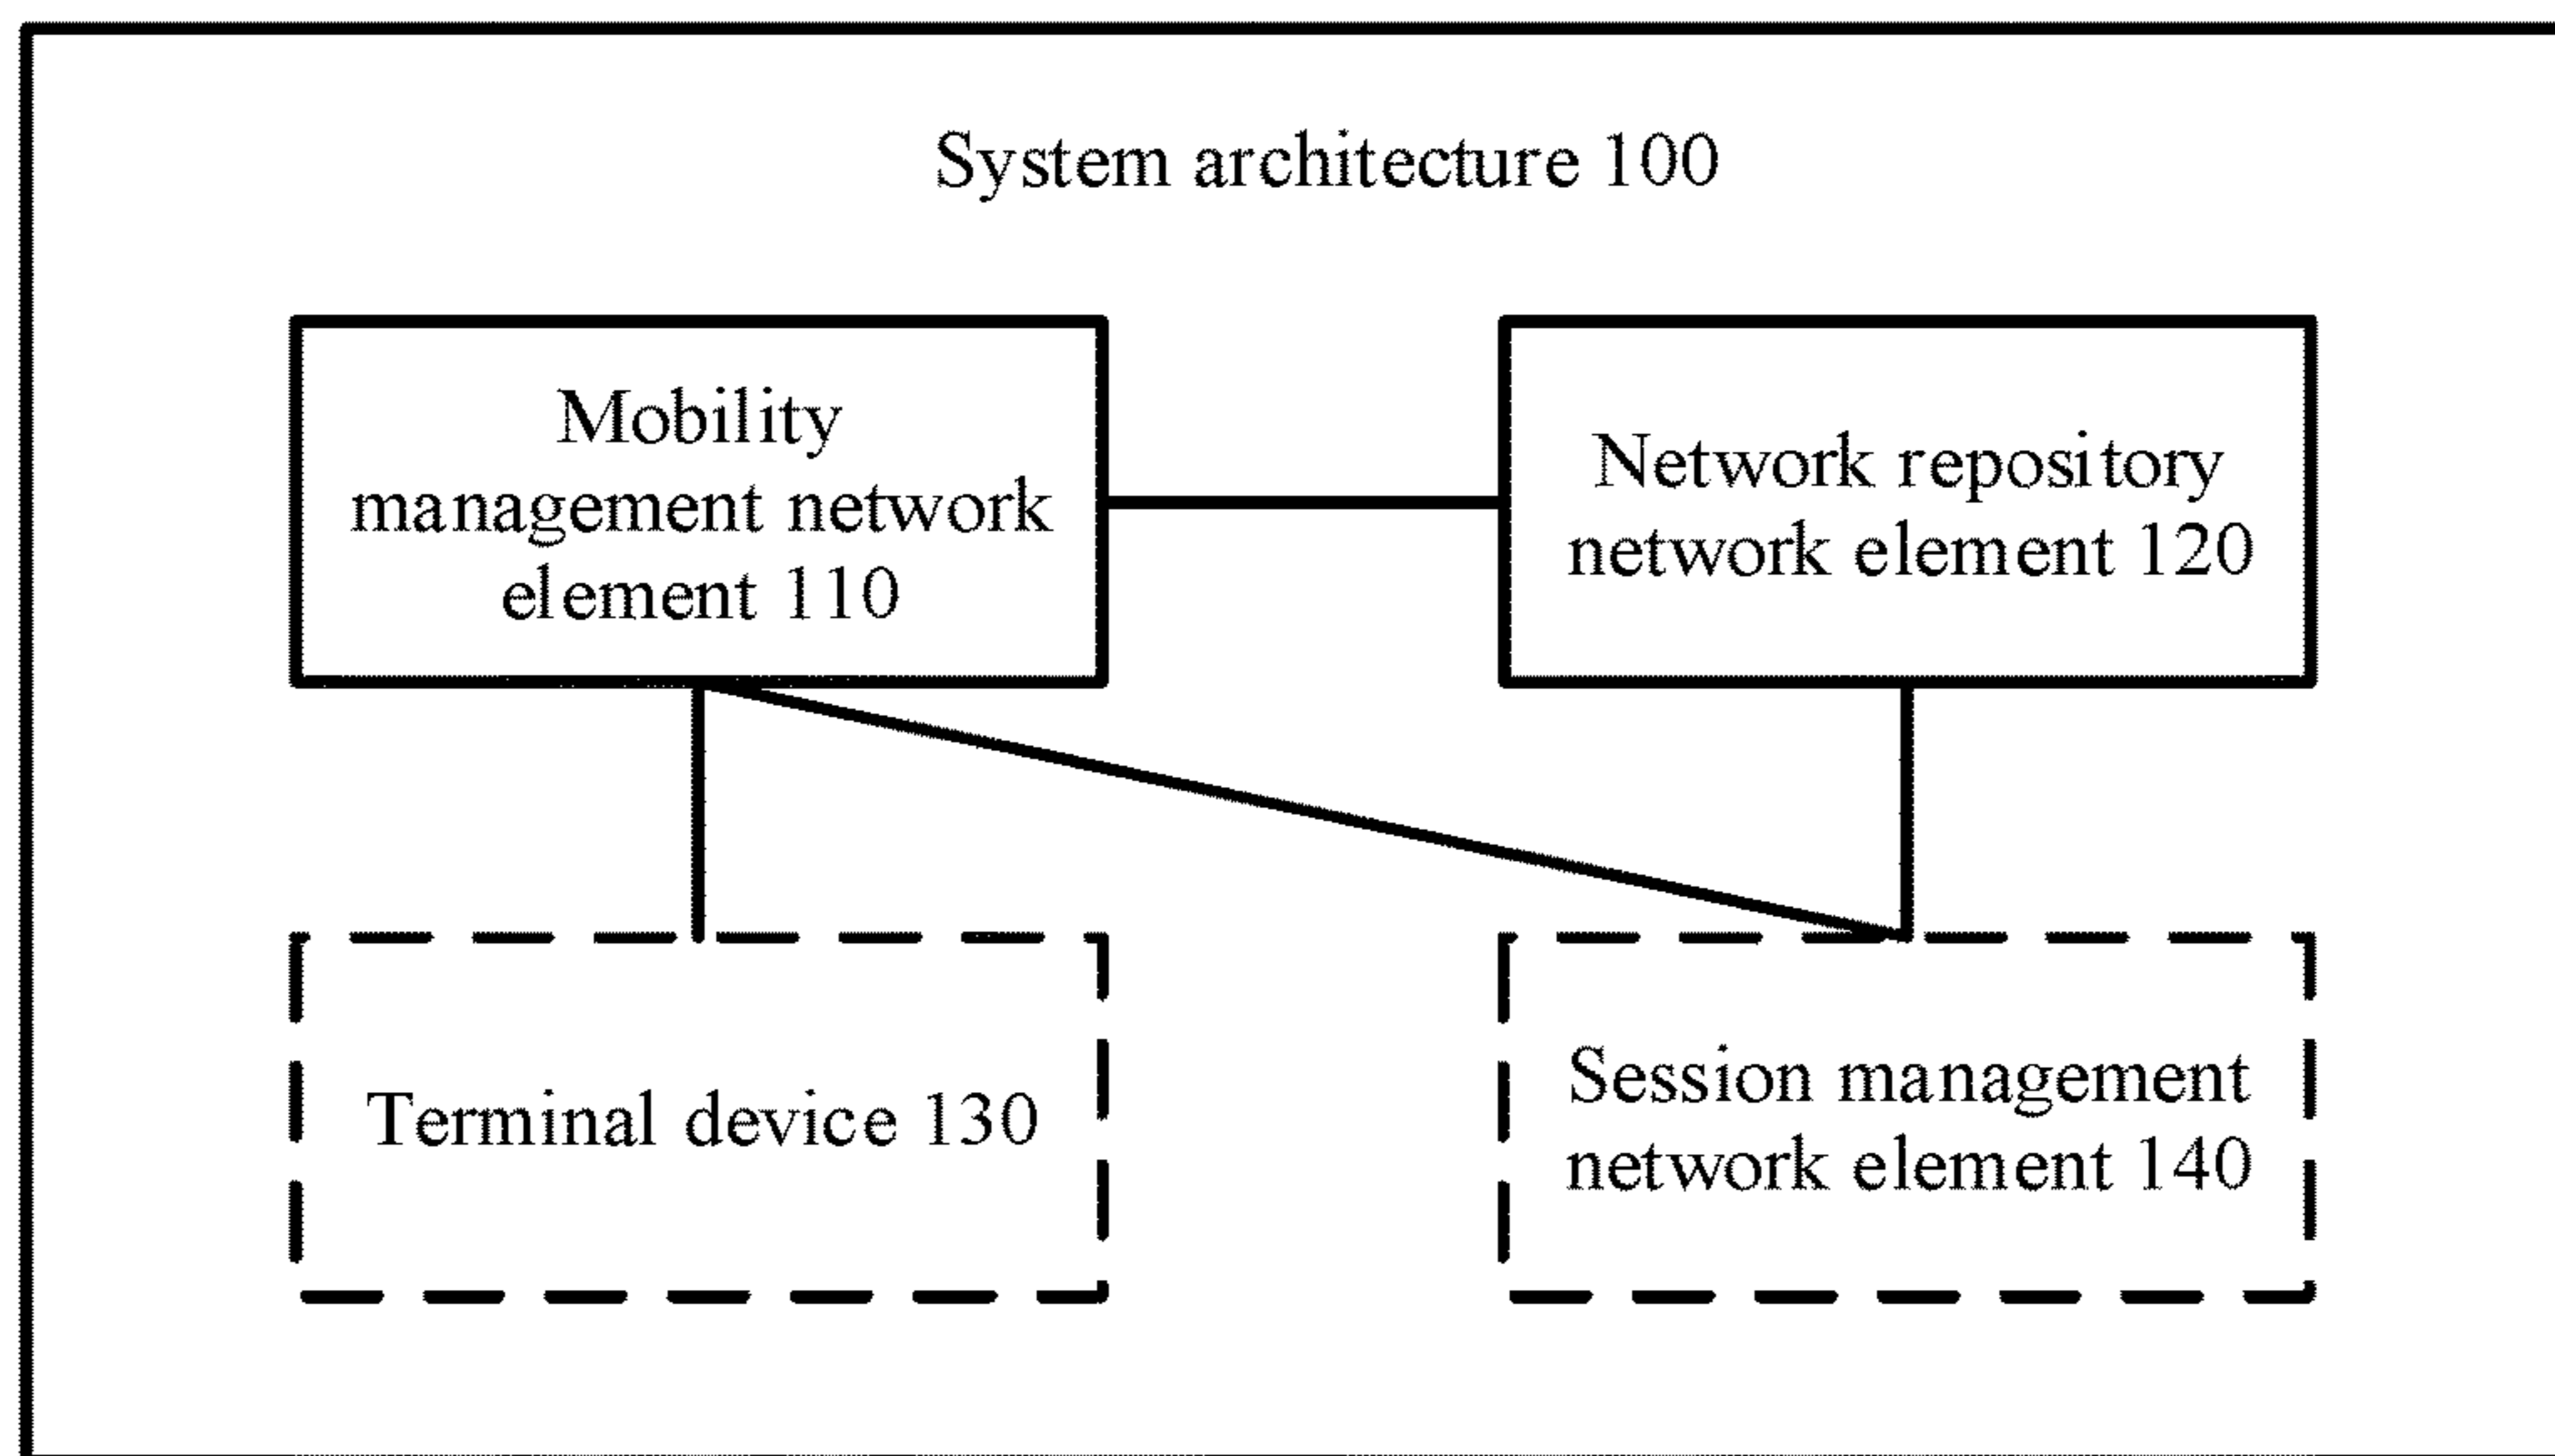 System architecture 100
Mobility
management network
element 110
Network repository
network element 120
Terminal device 130
Session management
network element 140